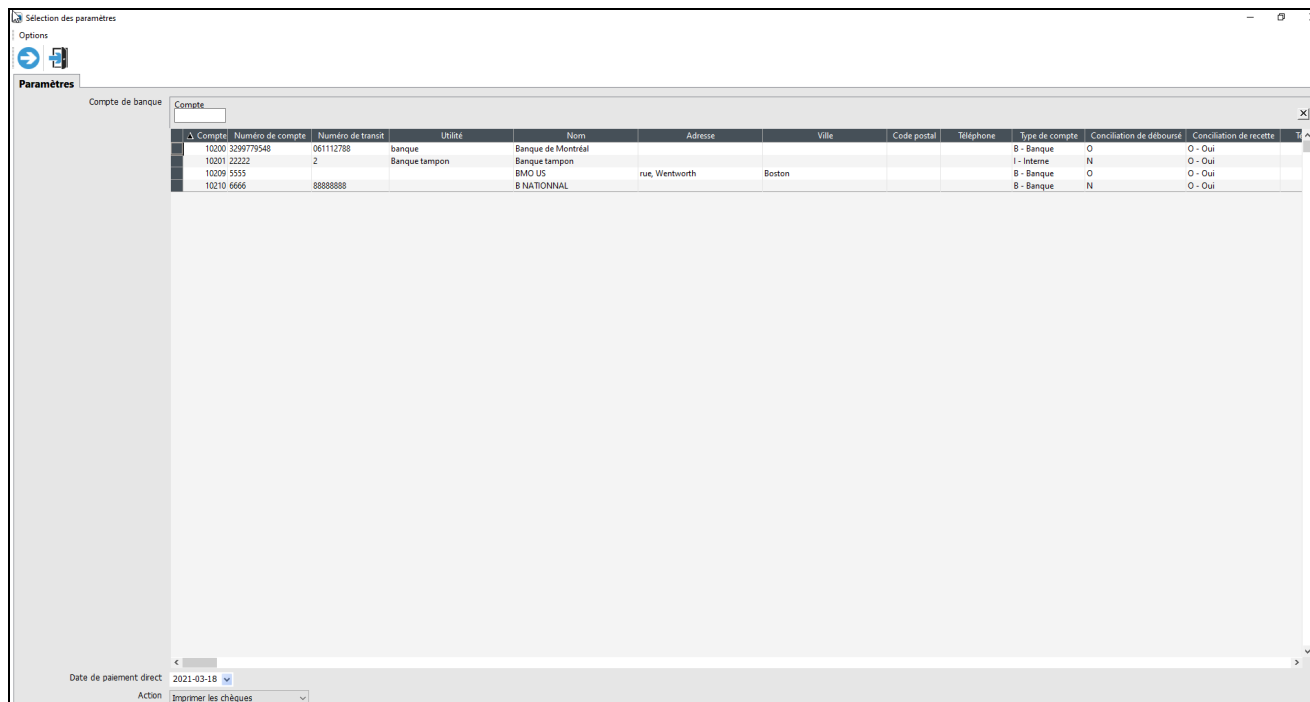 Sélection des paramètres
Options
Paramètres
Compte de banque
Compte
Compte Numéro de compte Numéro de transit Utilité Nom Adresse Ville Code postal Téléphone Type de compte Conciliation de déboursé Conciliation de recette
10200 3299779548 061112788 banque Banque de Montréal B - Banque O O - Oui
10201 22222 2 Banque tampon Banque tampon I - Interne N O - Oui
10209 5555 BMO US rue, Wentworth Boston B - Banque O O - Oui
10210 6666 88888888 B NATIONNAL B - Banque N O - Oui
Date de paiement direct 2021-03-18
Action Imprimer les chèques